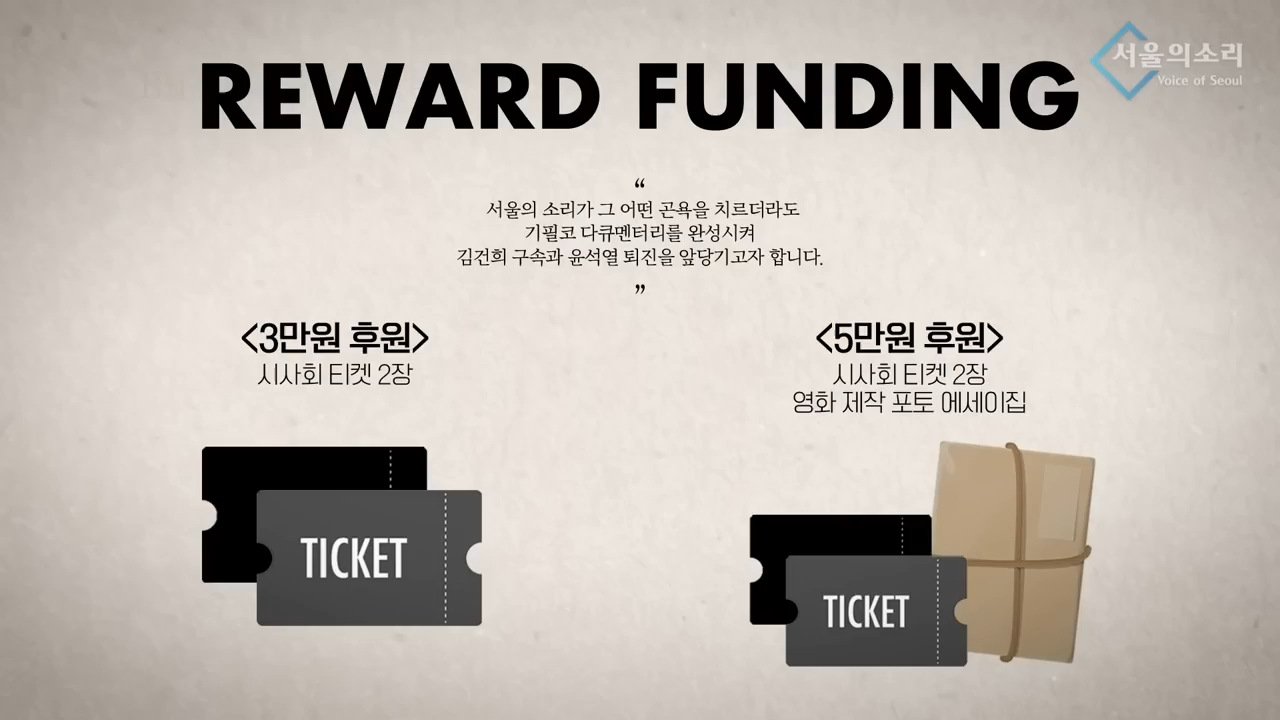 서울의소리
Voice of Seoul
REWARD FUNDING
“
서울의 소리가 그 어떤 곤욕을 치르더라도
기필코 다큐멘터리를 완성시켜
김건희 구속과 윤석열 퇴진을 앞당기고자 합니다.
”
<3만원 후원>
시사회 티켓 2장
TICKET
<5만원 후원>
시사회 티켓 2장
영화 제작 포토 에세이집
TICKET